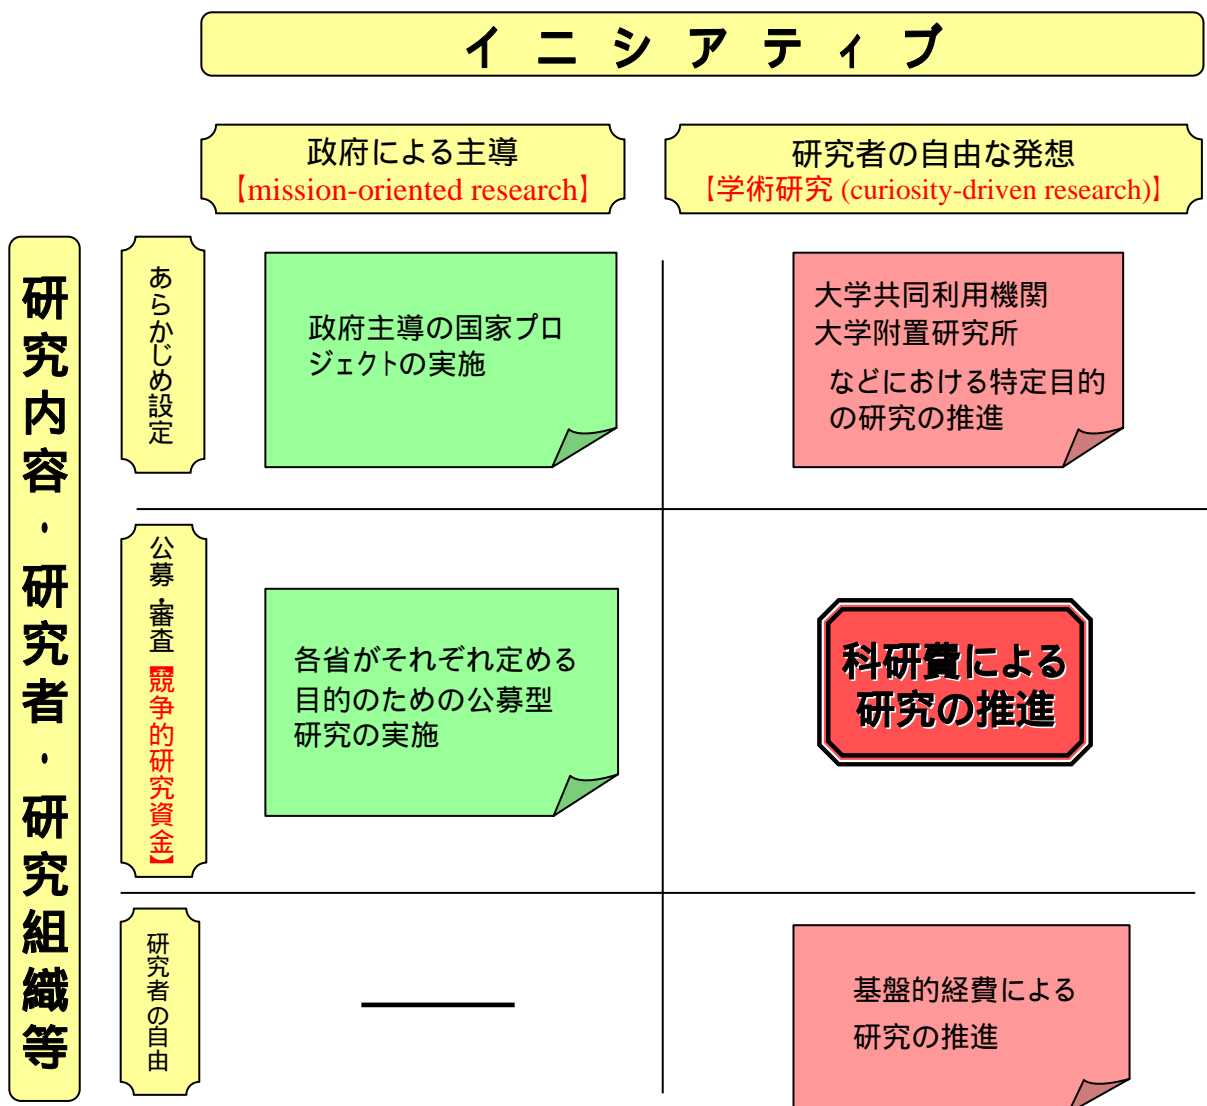 イニシアティブ
政府による主導
【mission-oriented research】
研究者の自由な発想
【学術研究 (curiosity-driven research)】
研究内容・研究者・研究組織等
あらかじめ設定
政府主導の国家プロ
ジェクトの実施
大学共同利用機関
大学附置研究所
などにおける特定目的
の研究の推進
公募・審査【競争的研究資金】
各省がそれぞれ定める
目的のための公募型
研究の実施
科研費による
研究の推進
研究者の自由
基盤的経費による
研究の推進